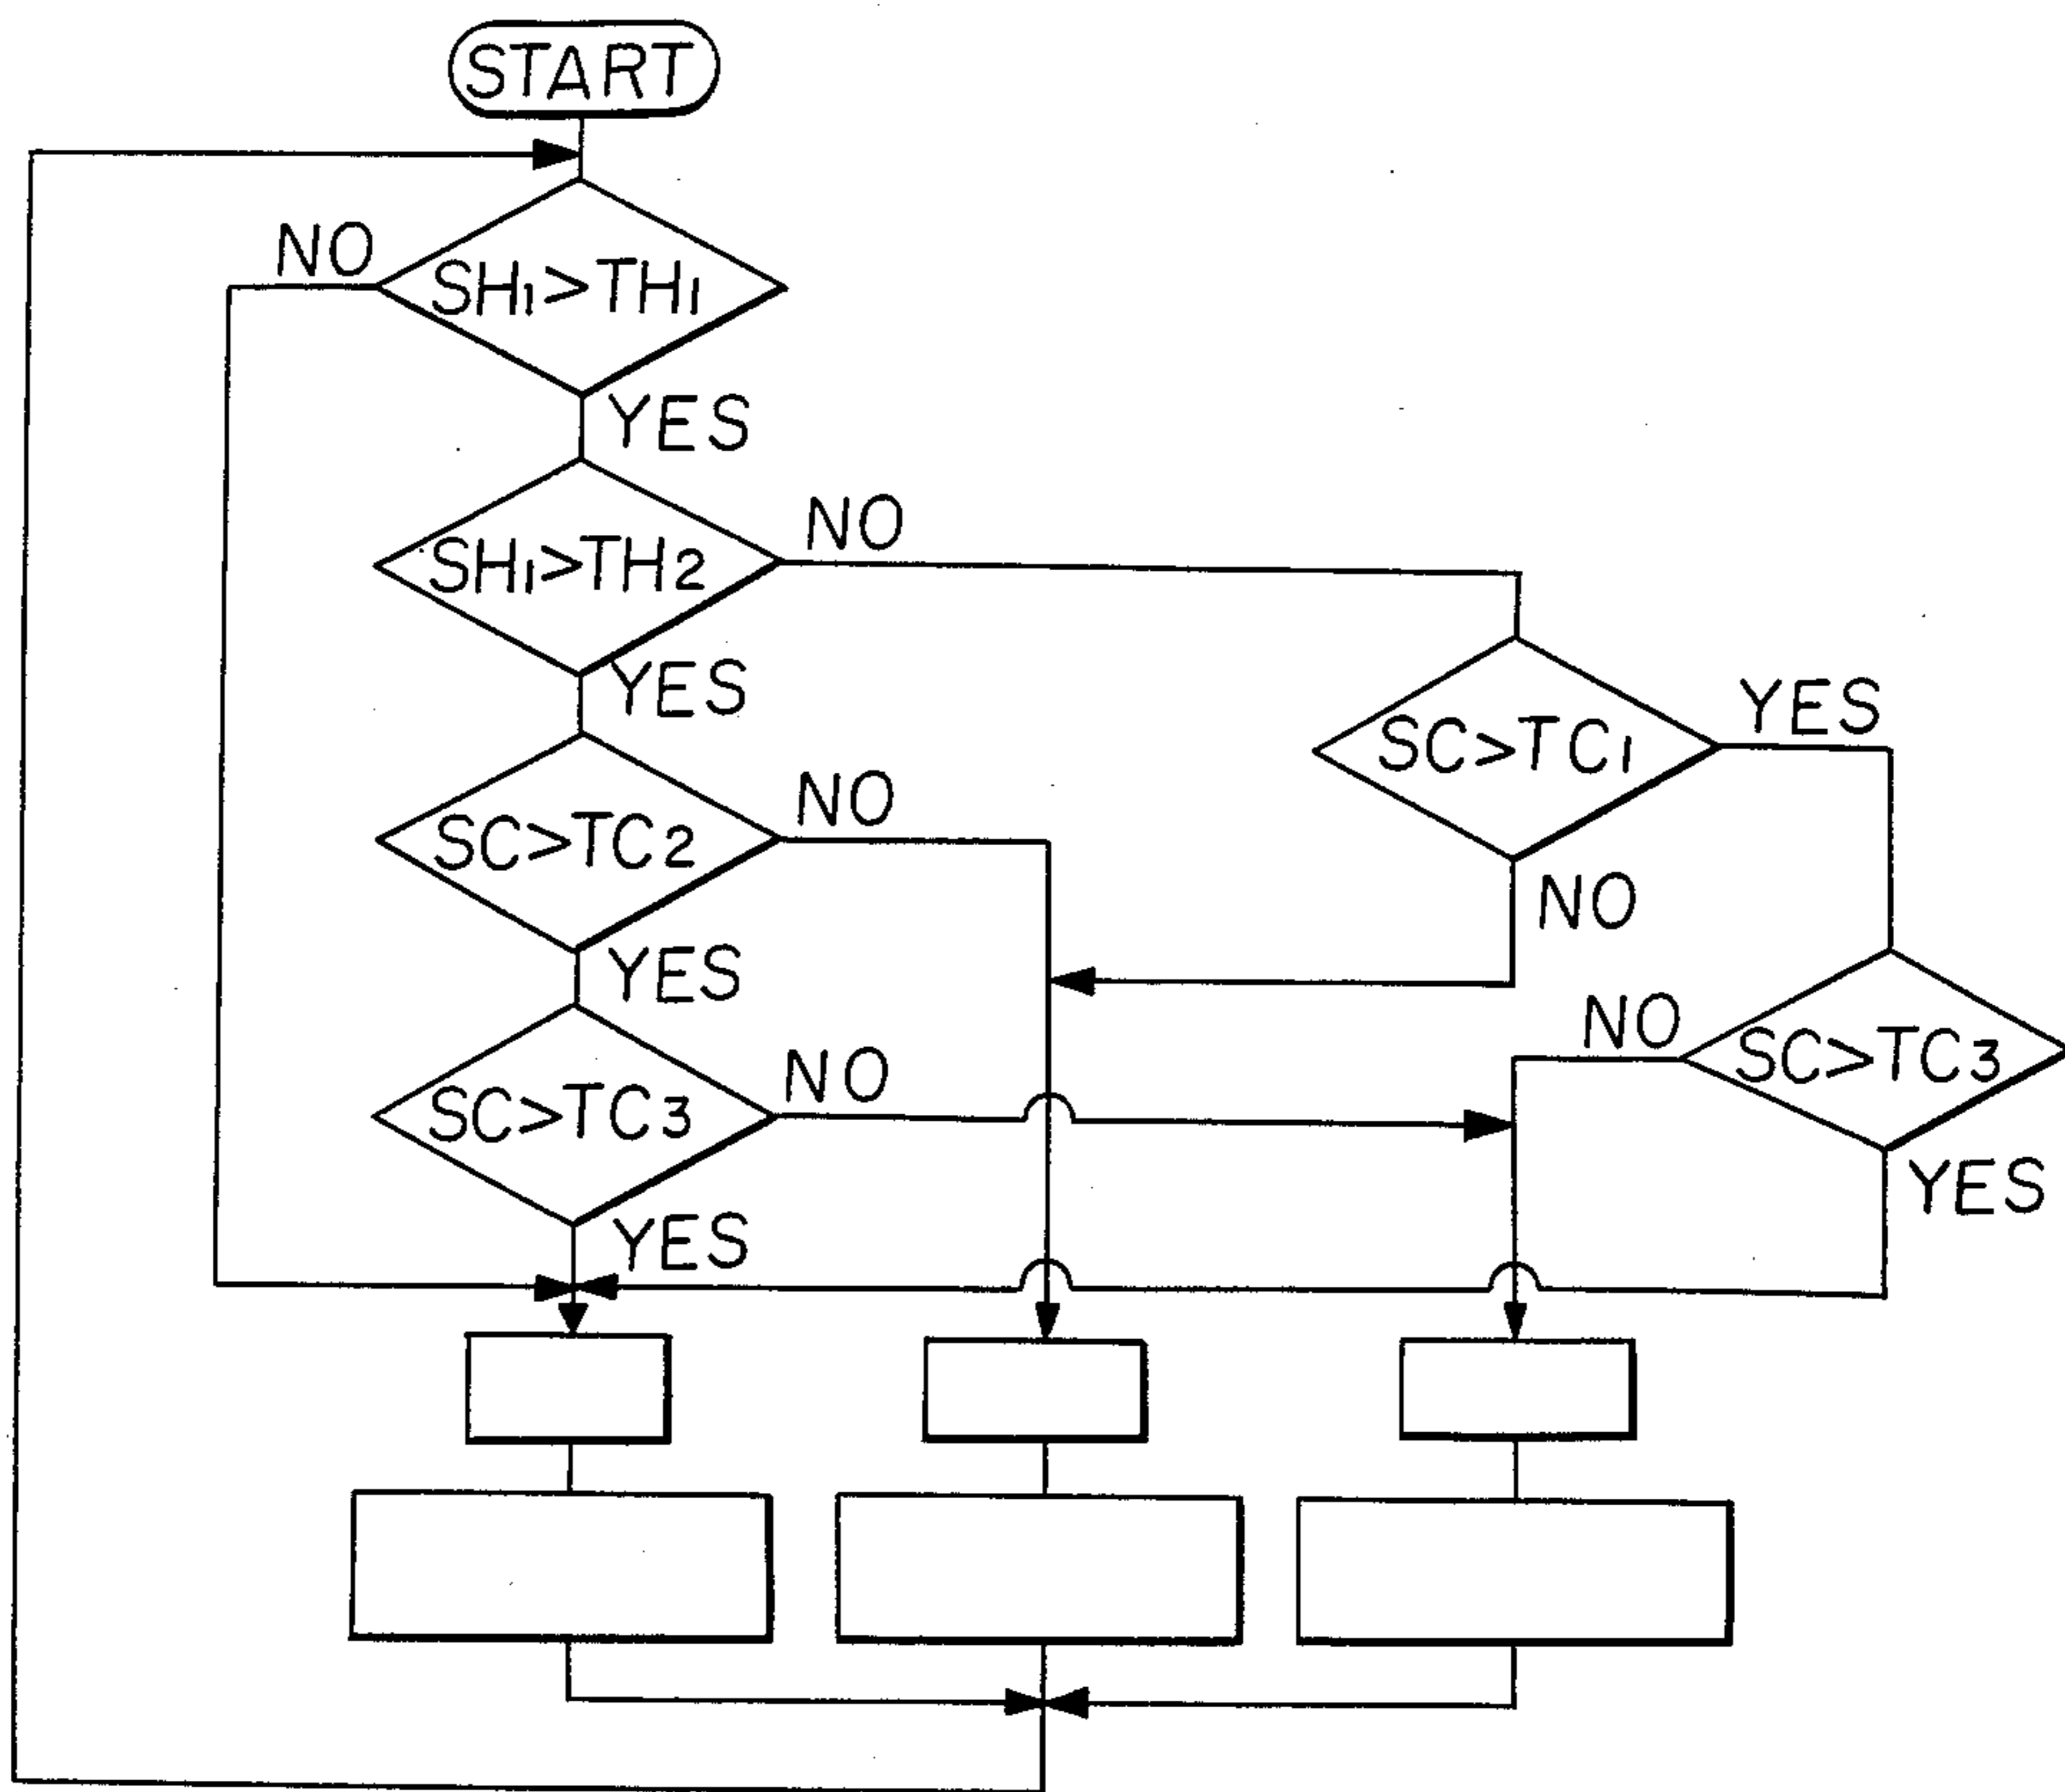 START
NO
SH1>TH1
YES
NO
SH1>TH2
YES
YES
SC>TC1
NO
SC>TC2
NO
YES
NO
SC>TC3
NO
SC>TC3
YES
YES